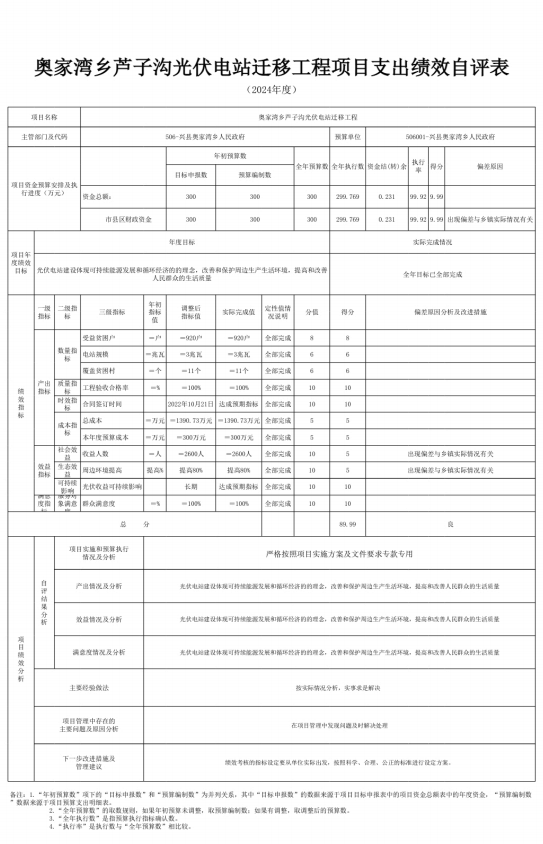 奥家湾乡芦子沟光伏电站迁移工程项目支出绩效自评表
（2024年度）
项目名称 奥家湾乡芦子沟光伏电站迁移工程
主管部门及代码 506-兴县奥家湾乡人民政府 预算单位 506001-兴县奥家湾乡人民政府
项目资金预算安排及执行进度（万元） 年初预算数 全年预算数 全年执行数 资金结(转)余 执行率 得分 偏差原因
目标申报数 预算编制数
资金总额： 300 300 300 299.769 0.231 99.92 9.99
市县区财政资金 300 300 300 299.769 0.231 99.92 9.99 出现偏差与乡镇实际情况有关
项目年度绩效目标 年度目标 实际完成情况
光伏电站建设体现可持续能源发展和循环经济的的理念，改善和保护周边生产生活环境，提高和改善人民群众的生活质量 全年目标已全部完成
绩效指标 一级指标 二级指标 三级指标 年初指标值 调整后指标值 实际完成值 定性值情况说明 分值 得分 偏差原因分析及改进措施
产出指标 数量指标 受益贫困户 ＝户 ＝920户 ＝920户 全部完成 8 8
电站规模 ＝兆瓦 ＝3兆瓦 ＝3兆瓦 全部完成 6 6
覆盖贫困村 ＝个 ＝11个 ＝11个 全部完成 6 6
质量指标 工程验收合格率 ＝% ＝100% ＝100% 全部完成 10 10
时效指标 合同签订时间 2022年10月21日 达成预期指标 全部完成 10 10
成本指标 总成本 ＝万元 ＝1390.73万元 ＝1390.73万元 全部完成 5 5
本年度预算成本 ＝万元 ＝300万元 ＝300万元 全部完成 5 5
效益指标 社会效益 收益人数 ＝人 ＝2600人 ＝2600人 全部完成 10 5 出现偏差与乡镇实际情况有关
生态效益 周边环境提高 提高% 提高80% 提高80% 全部完成 10 5 出现偏差与乡镇实际情况有关
可持续影响 光伏收益可持续影响 长期 达成预期指标 全部完成 10 10
满意度指标 服务对象满意度 群众满意度 ＝% ＝100% ＝100% 全部完成 10 10
总 分 89.99 良
项目绩效分析 自评结果分析 项目实施和预算执行情况及分析 严格按照项目实施方案及文件要求专款专用
产出情况及分析 光伏电站建设体现可持续能源发展和循环经济的的理念，改善和保护周边生产生活环境，提高和改善人民群众的生活质量
效益情况及分析 光伏电站建设体现可持续能源发展和循环经济的的理念，改善和保护周边生产生活环境，提高和改善人民群众的生活质量
满意度情况及分析 光伏电站建设体现可持续能源发展和循环经济的的理念，改善和保护周边生产生活环境，提高和改善人民群众的生活质量
主要经验做法 按实际情况分析，实事求是解决
项目管理中存在的主要问题及原因分析 在项目管理中发现问题及时解决处理
下一步改进措施及管理建议 绩效考核的指标设定要从单位实际出发，按照科学、合理、公正的标准进行设定方案。
备注：1.“年初预算数”项下的“目标申报数”和“预算编制数”为并列关系，其中“目标申报数”的数据来源于项目目标申报表中的项目资金总额表中的年度资金，“预算编制数
”数据来源于项目预算支出明细表。
2.“全年预算数”的取数规则，如果年初预算未调整，取预算编制数；如果有调整，取调整后的预算数。
3.“全年执行数”是指预算执行指标确认数。
4.“执行率”是执行数与“全年预算数”相比较。